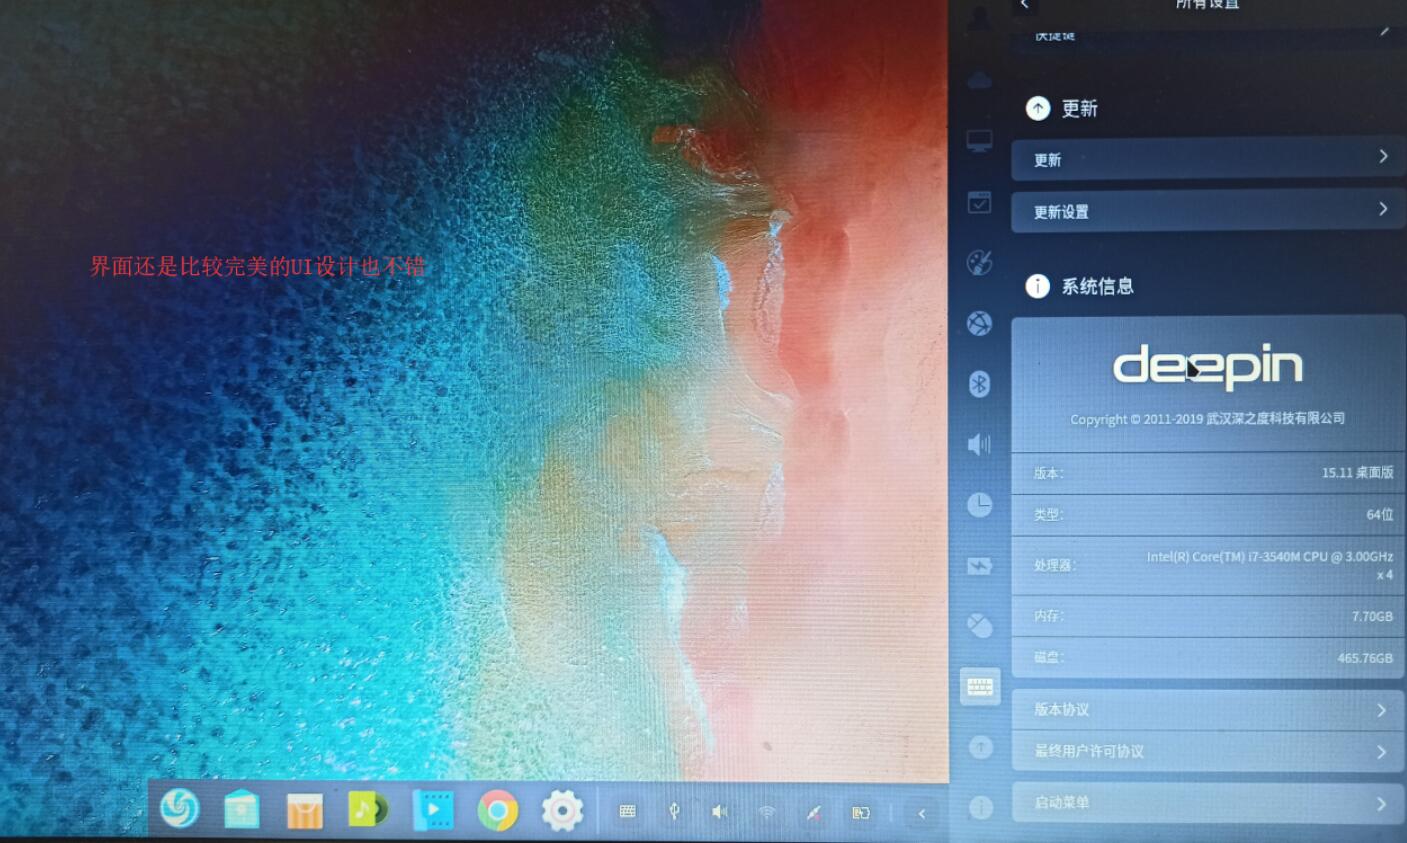 所有设置
快捷键
更新
更新
更新设置
界面还是比较完美的UI设计也不错
系统信息
deepin
Copyright © 2011-2019 武汉深之度科技有限公司
版本: 15.11 桌面版
类型: 64位
处理器: Intel(R) Core(TM) i7-3540M CPU @ 3.00GHz
x 4
内存: 7.70GB
磁盘: 465.76GB
版本协议
最终用户许可协议
启动菜单